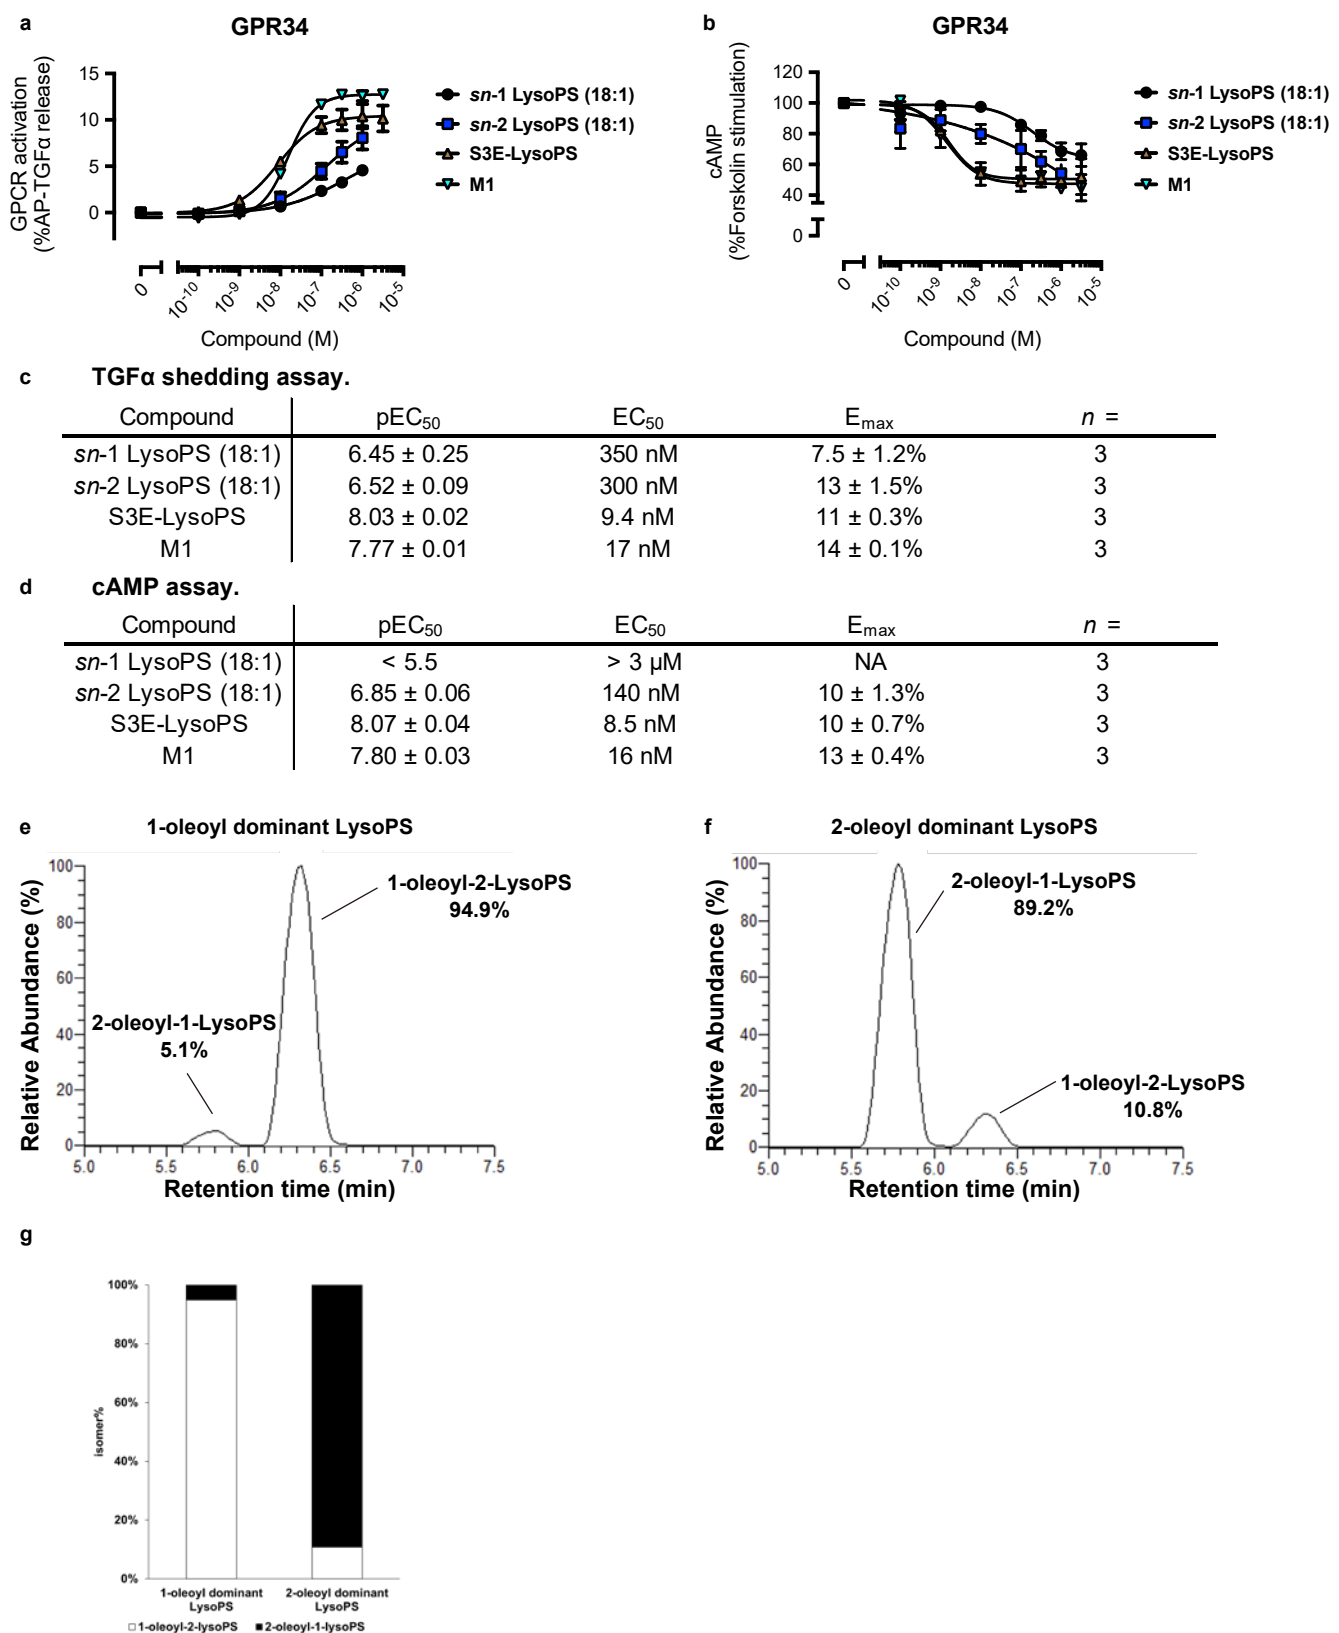 a
GPR34
GPCR activation
(%AP-TGFα release)
15
10
5
0
0
10-10
10-9
10-8
10-7
10-6
10-5
Compound (M)
sn-1 LysoPS (18:1)
sn-2 LysoPS (18:1)
S3E-LysoPS
M1
b
GPR34
cAMP
(%Forskolin stimulation)
120
100
80
60
40
0
0
10-10
10-9
10-8
10-7
10-6
10-5
Compound (M)
sn-1 LysoPS (18:1)
sn-2 LysoPS (18:1)
S3E-LysoPS
M1
c TGFα shedding assay.
Compound pEC50 EC50 Emax n =
sn-1 LysoPS (18:1) 6.45 ± 0.25 350 nM 7.5 ± 1.2% 3
sn-2 LysoPS (18:1) 6.52 ± 0.09 300 nM 13 ± 1.5% 3
S3E-LysoPS 8.03 ± 0.02 9.4 nM 11 ± 0.3% 3
M1 7.77 ± 0.01 17 nM 14 ± 0.1% 3
d cAMP assay.
Compound pEC50 EC50 Emax n =
sn-1 LysoPS (18:1) < 5.5 > 3 µM NA 3
sn-2 LysoPS (18:1) 6.85 ± 0.06 140 nM 10 ± 1.3% 3
S3E-LysoPS 8.07 ± 0.04 8.5 nM 10 ± 0.7% 3
M1 7.80 ± 0.03 16 nM 13 ± 0.4% 3
e 1-oleoyl dominant LysoPS
Relative Abundance (%)
100
80
60
40
20
0
1-oleoyl-2-LysoPS
94.9%
2-oleoyl-1-LysoPS
5.1%
5.0 5.5 6.0 6.5 7.0 7.5
Retention time (min)
f 2-oleoyl dominant LysoPS
Relative Abundance (%)
100
80
60
40
20
0
2-oleoyl-1-LysoPS
89.2%
1-oleoyl-2-LysoPS
10.8%
5.0 5.5 6.0 6.5 7.0 7.5
Retention time (min)
g
isomer%
100%
80%
60%
40%
20%
0%
1-oleoyl dominant
LysoPS
2-oleoyl dominant
LysoPS
1-oleoyl-2-lysoPS 2-oleoyl-1-lysoPS